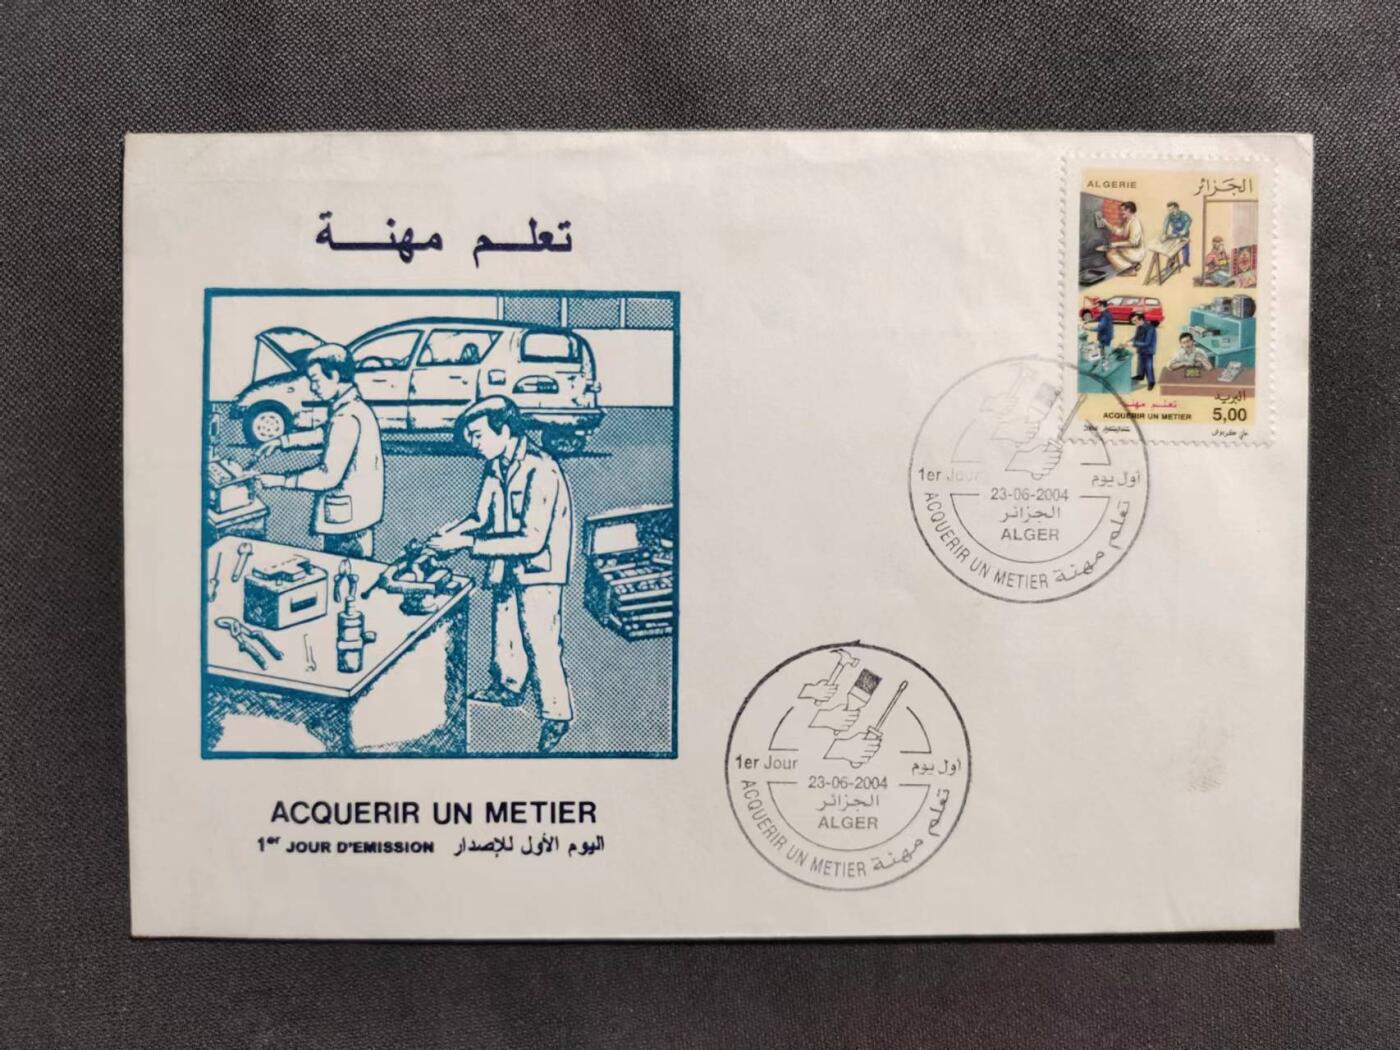 تعلم مهنة
ACQUERIR UN METIER
1er JOUR D'EMISSION اليوم الأول للإصدار
ALGERIE الجزائر
البريد
تعلم مهنة
ACQUERIR UN METIER 5,00
2004
1er Jour أول يوم
23-06-2004
الجزائر
ALGER
ACQUERIR UN METIER تعلم مهنة
1er Jour أول يوم
23-06-2004
الجزائر
ALGER
ACQUERIR UN METIER تعلم مهنة